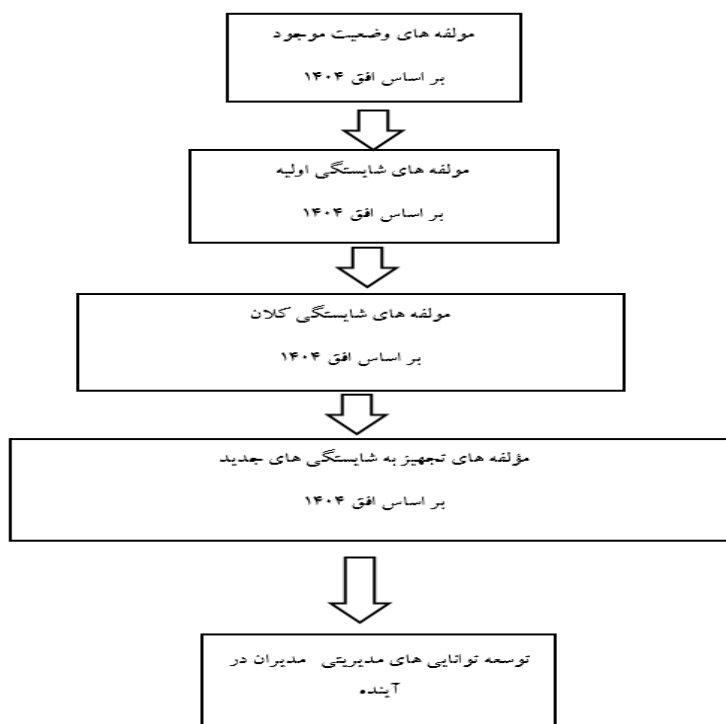 مولفه های وضعیت موجود
بر اساس افق ۱۴۰۴
مولفه های شایستگی اولیه
بر اساس افق ۱۴۰۴
مولفه های شایستگی کلان
بر اساس افق ۱۴۰۴
مؤلفه های تجهیز به شایستگی های جدید
بر اساس افق ۱۴۰۴
توسعه توانایی های مدیریتی مدیران در
آینده